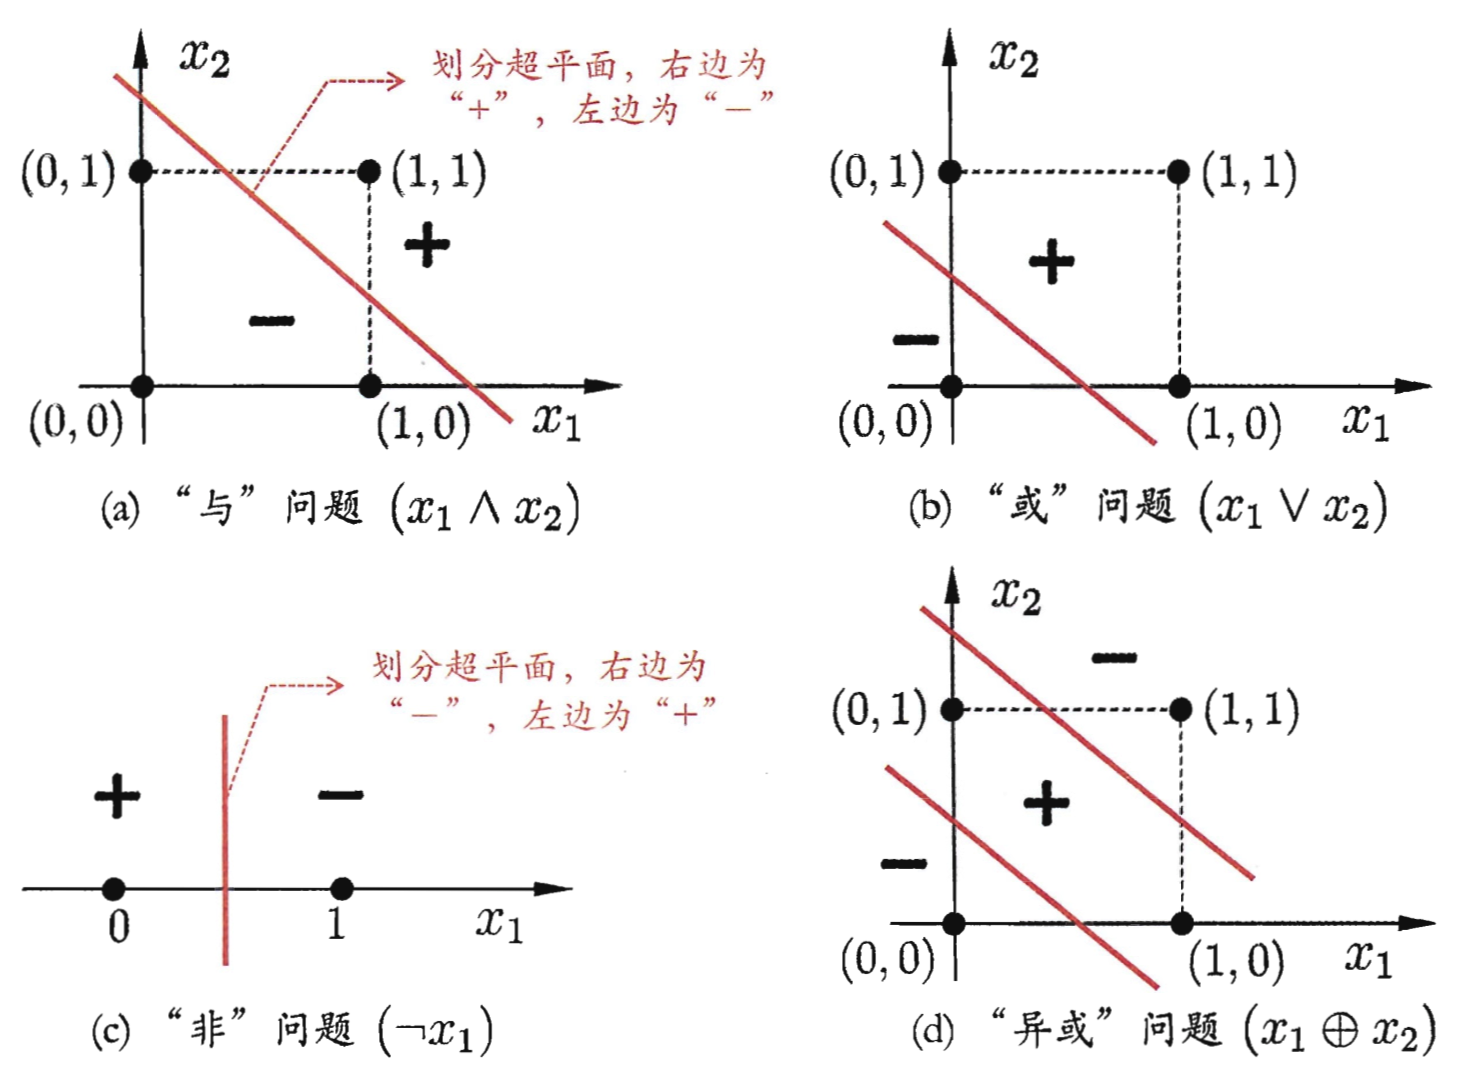 x₂
划分超平面，右边为
“+”，左边为“−”
(0, 1)
(1, 1)
+
−
(0, 0)
(1, 0)
x₁
(a) “与” 问题 (x₁ ∧ x₂)
x₂
(0, 1)
(1, 1)
+
−
(0, 0)
(1, 0)
x₁
(b) “或” 问题 (x₁ ∨ x₂)
划分超平面，右边为
“−”，左边为“+”
+
−
0
1
x₁
(c) “非” 问题 (¬x₁)
x₂
−
(0, 1)
(1, 1)
+
−
(0, 0)
(1, 0)
x₁
(d) “异或” 问题 (x₁ ⊕ x₂)